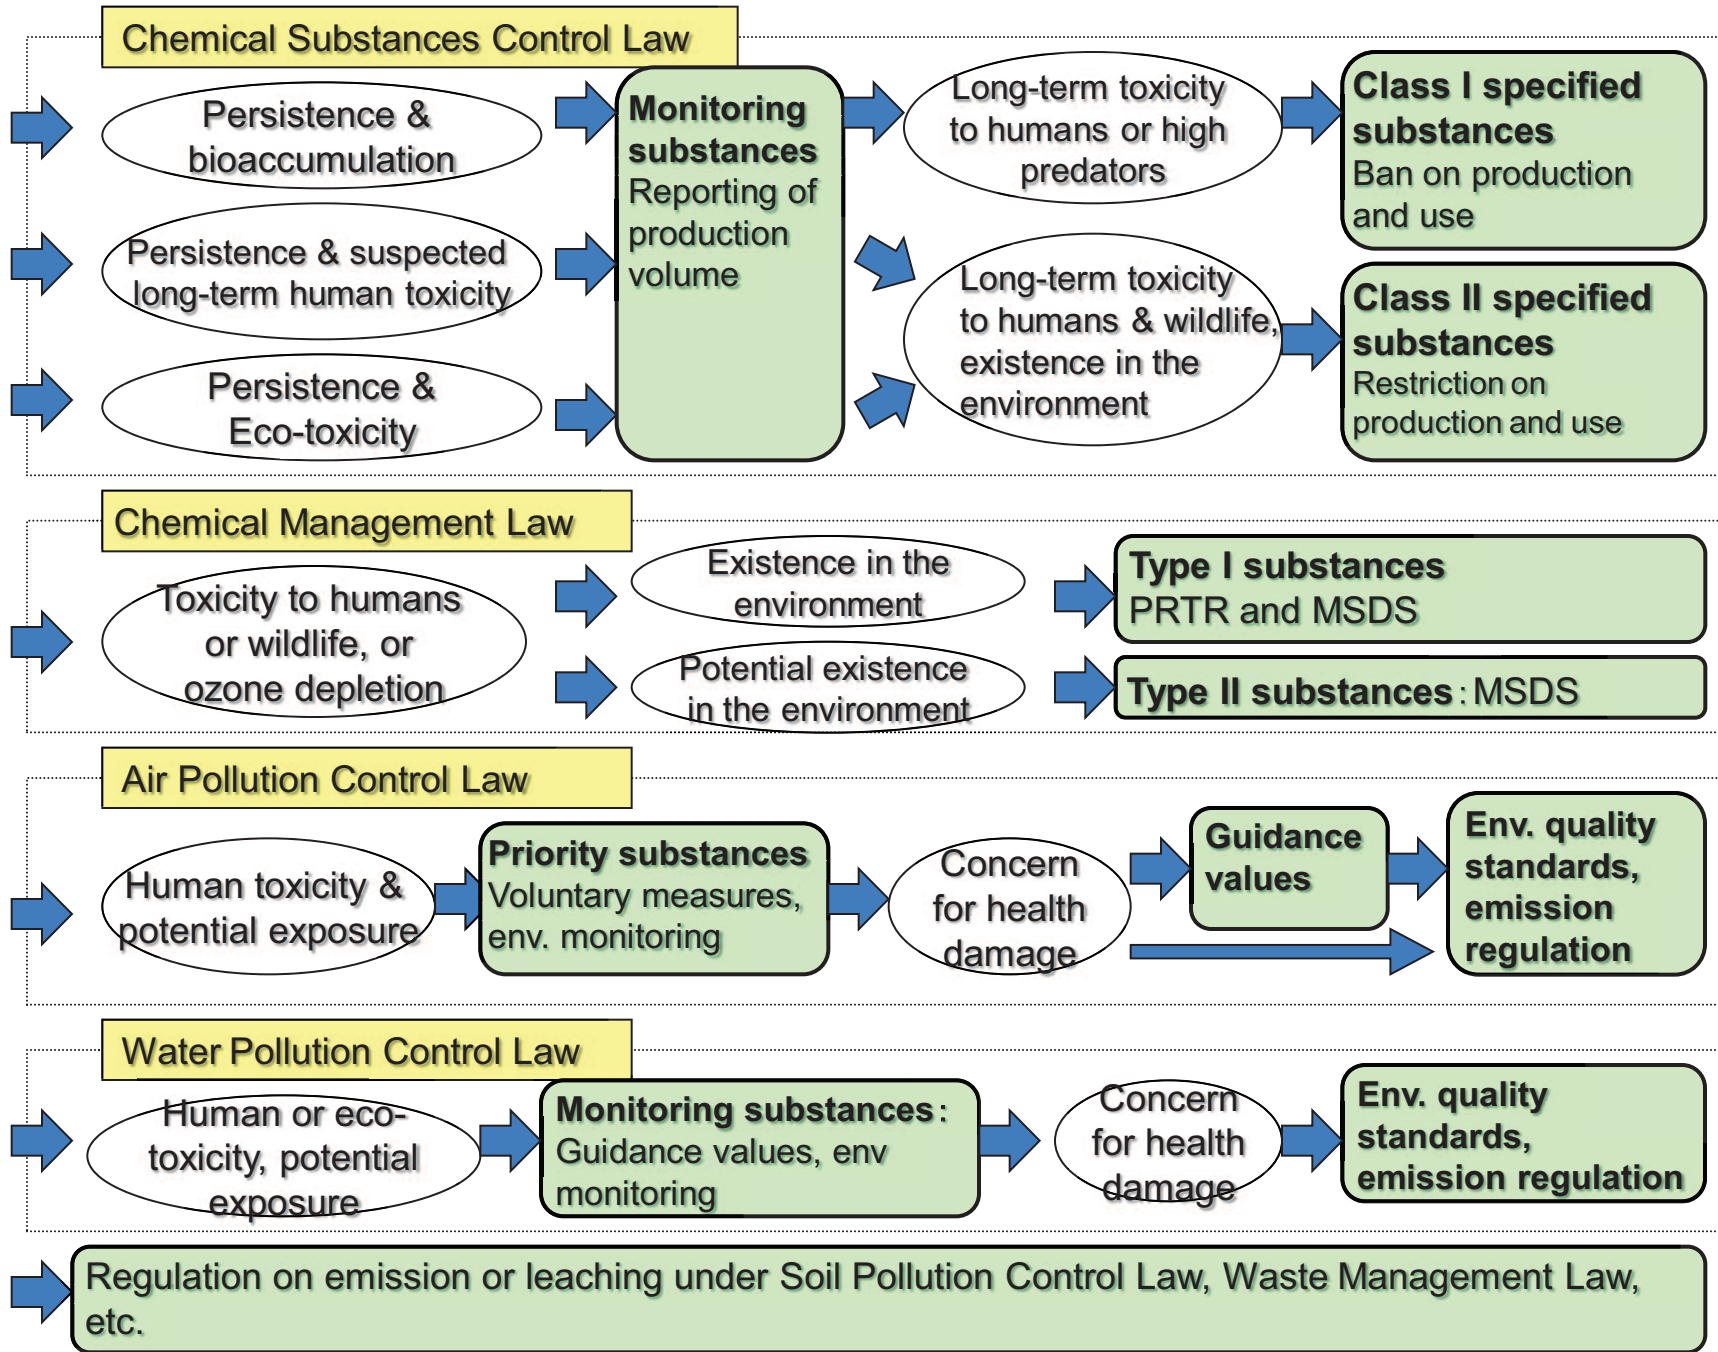 Chemical Substances Control Law
Persistence &
bioaccumulation
Persistence & suspected
long-term human toxicity
Persistence &
Eco-toxicity
Monitoring
substances
Reporting of
production
volume
Long-term toxicity
to humans or high
predators
Long-term toxicity
to humans & wildlife,
existence in the
environment
Class I specified
substances
Ban on production
and use
Class II specified
substances
Restriction on
production and use
Chemical Management Law
Toxicity to humans
or wildlife, or
ozone depletion
Existence in the
environment
Potential existence
in the environment
Type I substances
PRTR and MSDS
Type II substances : MSDS
Air Pollution Control Law
Human toxicity &
potential exposure
Priority substances
Voluntary measures,
env. monitoring
Concern
for health
damage
Guidance
values
Env. quality
standards,
emission
regulation
Water Pollution Control Law
Human or eco-
toxicity, potential
exposure
Monitoring substances :
Guidance values, env
monitoring
Concern
for health
damage
Env. quality
standards,
emission regulation
Regulation on emission or leaching under Soil Pollution Control Law, Waste Management Law,
etc.